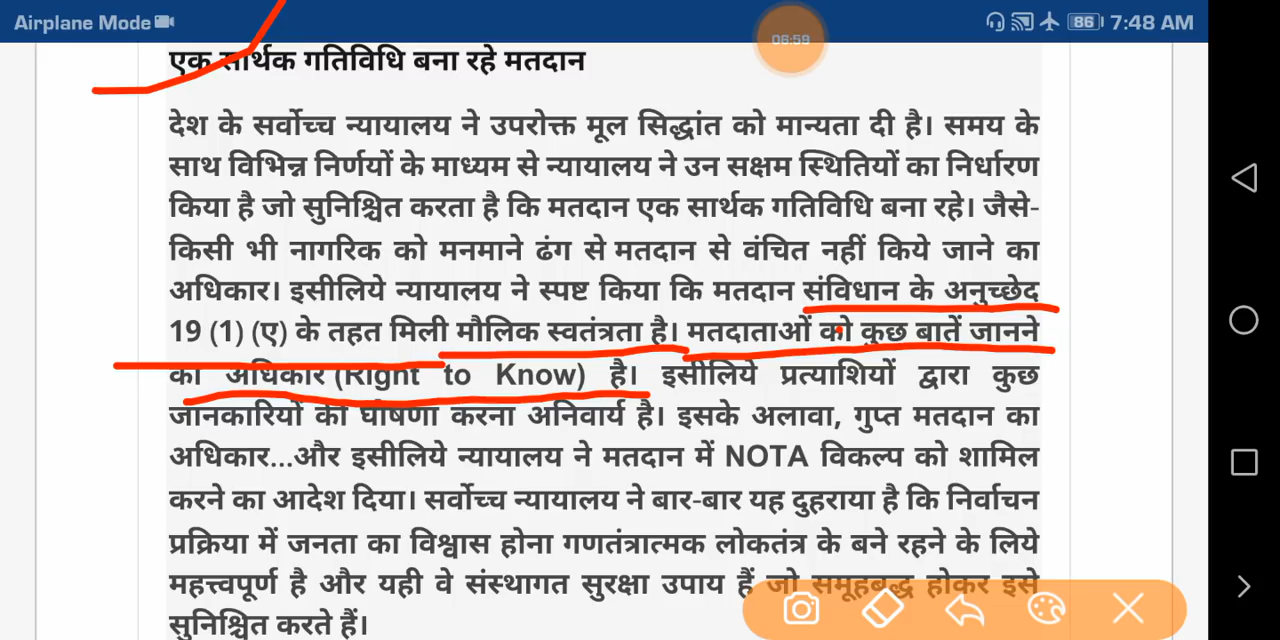 Airplane Mode 86 7:48 AM
06:59
एक सार्थक गतिविधि बना रहे मतदान
देश के सर्वोच्च न्यायालय ने उपरोक्त मूल सिद्धांत को मान्यता दी है। समय के
साथ विभिन्न निर्णयों के माध्यम से न्यायालय ने उन सक्षम स्थितियों का निर्धारण
किया है जो सुनिश्चित करता है कि मतदान एक सार्थक गतिविधि बना रहे। जैसे-
किसी भी नागरिक को मनमाने ढंग से मतदान से वंचित नहीं किये जाने का
अधिकार। इसीलिये न्यायालय ने स्पष्ट किया कि मतदान संविधान के अनुच्छेद
19 (1) (ए) के तहत मिली मौलिक स्वतंत्रता है। मतदाताओं को कुछ बातें जानने
का अधिकार (Right to Know) है। इसीलिये प्रत्याशियों द्वारा कुछ
जानकारियों की घोषणा करना अनिवार्य है। इसके अलावा, गुप्त मतदान का
अधिकार...और इसीलिये न्यायालय ने मतदान में NOTA विकल्प को शामिल
करने का आदेश दिया। सर्वोच्च न्यायालय ने बार-बार यह दुहराया है कि निर्वाचन
प्रक्रिया में जनता का विश्वास होना गणतंत्रात्मक लोकतंत्र के बने रहने के लिये
महत्त्वपूर्ण है और यही वे संस्थागत सुरक्षा उपाय हैं जो समूहबद्ध होकर इसे
सुनिश्चित करते हैं।